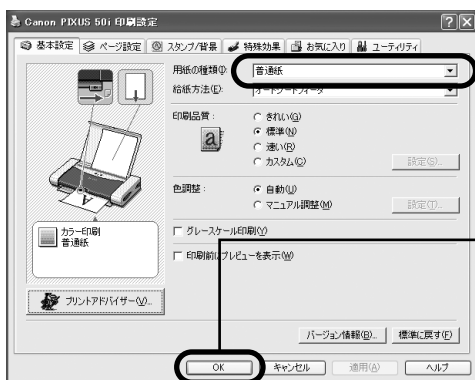 Canon PIXUS 50i 印刷設定
基本設定 ページ設定 スタンプ/背景 特殊効果 お気に入り ユーティリティ
用紙の種類(I): 普通紙
給紙方法(E): オートシートフィーダ
印刷品質:
きれい(G)
標準(N)
速い(R)
カスタム(C) 設定(S)...
色調整:
自動(U)
マニュアル調整(M) 設定(T)...
カラー印刷
普通紙
グレースケール印刷(Y)
印刷前にプレビューを表示(W)
プリントアドバイザー(V)...
バージョン情報(B)... 標準に戻す(F)
OK キャンセル 適用(A) ヘルプ